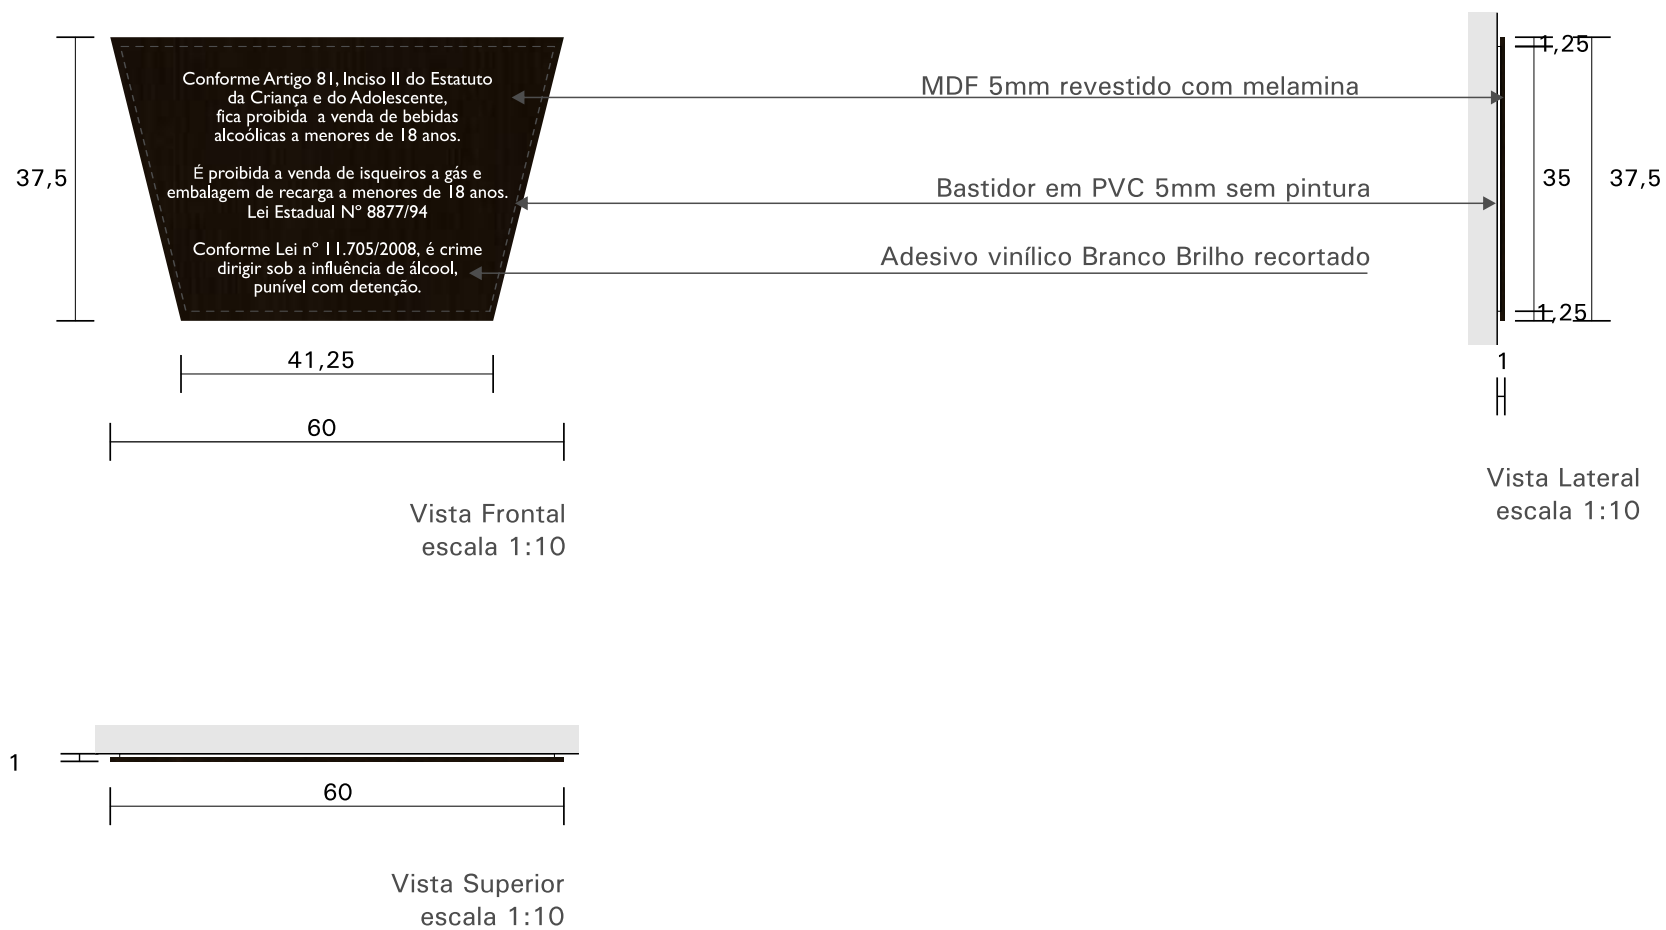 Conforme Artigo 81, Inciso II do Estatuto
da Criança e do Adolescente,
fica proibida a venda de bebidas
alcoólicas a menores de 18 anos.
É proibida a venda de isqueiros a gás e
embalagem de recarga a menores de 18 anos.
Lei Estadual Nº 8877/94
Conforme Lei nº 11.705/2008, é crime
dirigir sob a influência de álcool,
punível com detenção.
37,5
41,25
60
Vista Frontal
escala 1:10
MDF 5mm revestido com melamina
Bastidor em PVC 5mm sem pintura
Adesivo vinílico Branco Brilho recortado
1,25
35
37,5
1,25
1
Vista Lateral
escala 1:10
1
60
Vista Superior
escala 1:10